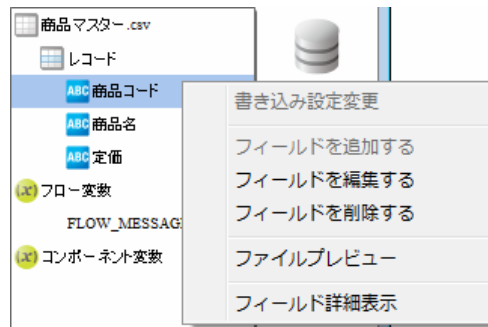 商品マスター.csv
レコード
ABC 商品コード
ABC 商品名
ABC 定価
(x) フロー変数
FLOW_MESSAG
(x) コンポーネント変数
書き込み設定変更
フィールドを追加する
フィールドを編集する
フィールドを削除する
ファイルプレビュー
フィールド詳細表示